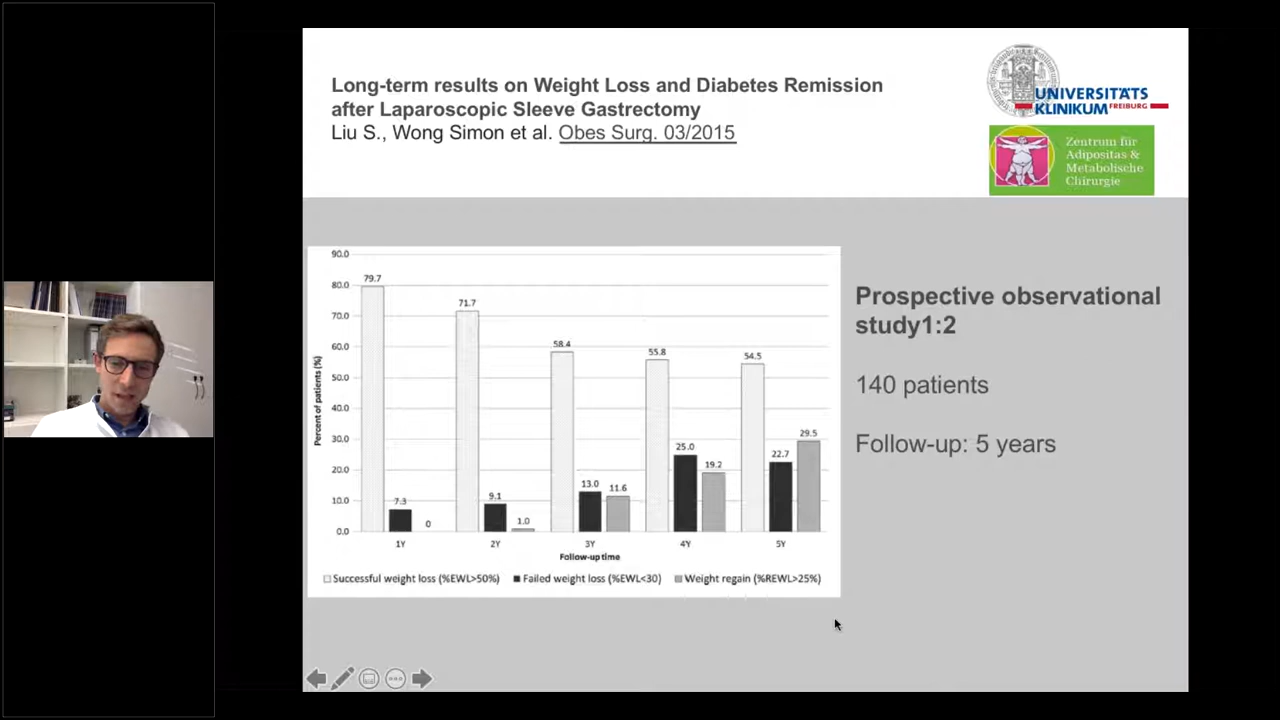 Long-term results on Weight Loss and Diabetes Remission
after Laparoscopic Sleeve Gastrectomy
Liu S., Wong Simon et al. Obes Surg. 03/2015
UNIVERSITÄTS
KLINIKUM FREIBURG
Zentrum für
Adipositas &
Metabolische
Chirurgie
Percent of patients (%)
90.0
80.0
70.0
60.0
50.0
40.0
30.0
20.0
10.0
0.0
79.7
7.3
0
71.7
9.1
1.0
58.4
13.0
11.6
55.8
25.0
19.2
54.5
22.7
29.5
1Y 2Y 3Y 4Y 5Y
Follow-up time
Successful weight loss (%EWL>50%) Failed weight loss (%EWL<30) Weight regain (%REWL>25%)
Prospective observational
study1:2
140 patients
Follow-up: 5 years